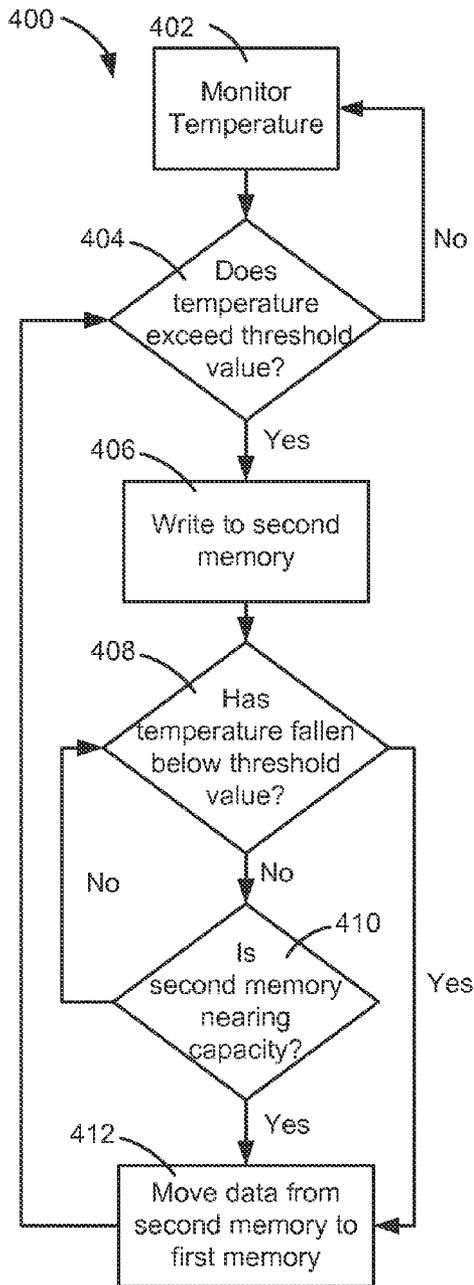 400
402
Monitor
Temperature
No
404
Does
temperature
exceed threshold
value?
Yes
406
Write to second
memory
408
Has
temperature fallen
below threshold
value?
No
No
410
Is
second memory
nearing
capacity?
Yes
Yes
412
Move data from
second memory to
first memory